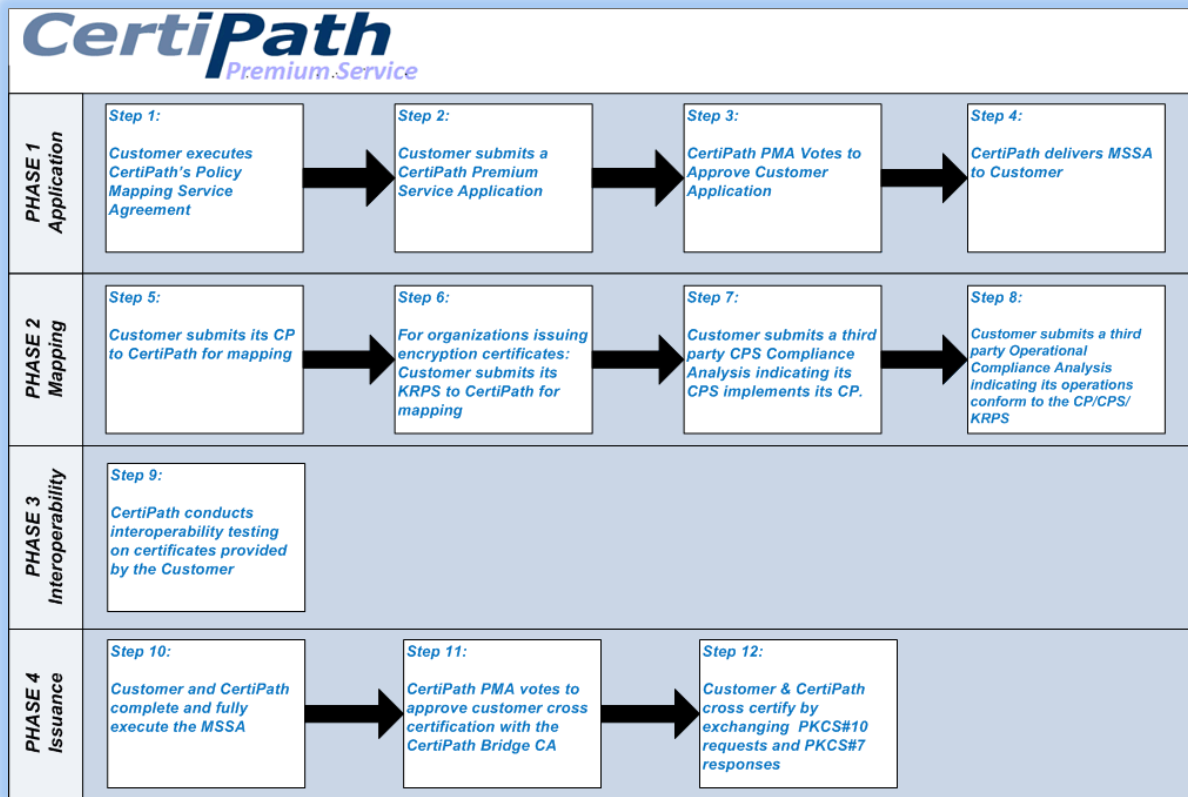 CertiPath
Premium Service
PHASE 1
Application
Step 1:
Customer executes
CertiPath's Policy
Mapping Service
Agreement
Step 2:
Customer submits a
CertiPath Premium
Service Application
Step 3:
CertiPath PMA Votes to
Approve Customer
Application
Step 4:
CertiPath delivers MSSA
to Customer
PHASE 2
Mapping
Step 5:
Customer submits its CP
to CertiPath for mapping
Step 6:
For organizations issuing
encryption certificates:
Customer submits its
KRPS to CertiPath for
mapping
Step 7:
Customer submits a third
party CPS Compliance
Analysis indicating its
CPS implements its CP.
Step 8:
Customer submits a third
party Operational
Compliance Analysis
indicating its operations
conform to the CP/CPS/
KRPS
PHASE 3
Interoperability
Step 9:
CertiPath conducts
interoperability testing
on certificates provided
by the Customer
PHASE 4
Issuance
Step 10:
Customer and CertiPath
complete and fully
execute the MSSA
Step 11:
CertiPath PMA votes to
approve customer cross
certification with the
CertiPath Bridge CA
Step 12:
Customer & CertiPath
cross certify by
exchanging PKCS#10
requests and PKCS#7
responses